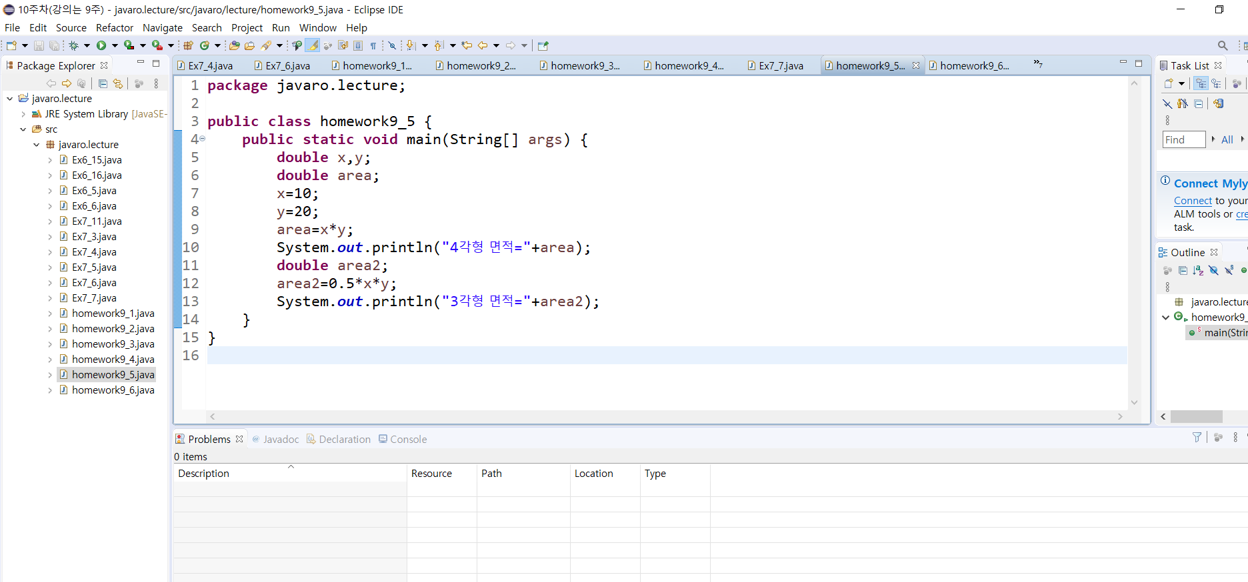 10주차(강의는 9주) - javaro.lecture/src/javaro/lecture/homework9_5.java - Eclipse IDE
File Edit Source Refactor Navigate Search Project Run Window Help
Package Explorer
javaro.lecture
JRE System Library [JavaSE-
src
javaro.lecture
Ex6_15.java
Ex6_16.java
Ex6_5.java
Ex6_6.java
Ex7_11.java
Ex7_3.java
Ex7_4.java
Ex7_5.java
Ex7_6.java
Ex7_7.java
homework9_1.java
homework9_2.java
homework9_3.java
homework9_4.java
homework9_5.java
homework9_6.java
Ex7_4.java Ex7_6.java homework9_1... homework9_2... homework9_3... homework9_4... Ex7_7.java homework9_5... homework9_6... »7
1 package javaro.lecture;
2
3 public class homework9_5 {
4 public static void main(String[] args) {
5 double x,y;
6 double area;
7 x=10;
8 y=20;
9 area=x*y;
10 System.out.println("4각형 면적="+area);
11 double area2;
12 area2=0.5*x*y;
13 System.out.println("3각형 면적="+area2);
14 }
15 }
16
Problems Javadoc Declaration Console
0 items
Description Resource Path Location Type
Task List
Find All
Connect Myly
Connect to your
ALM tools or cre
task.
Outline
javaro.lecture
homework9_
main(Strin